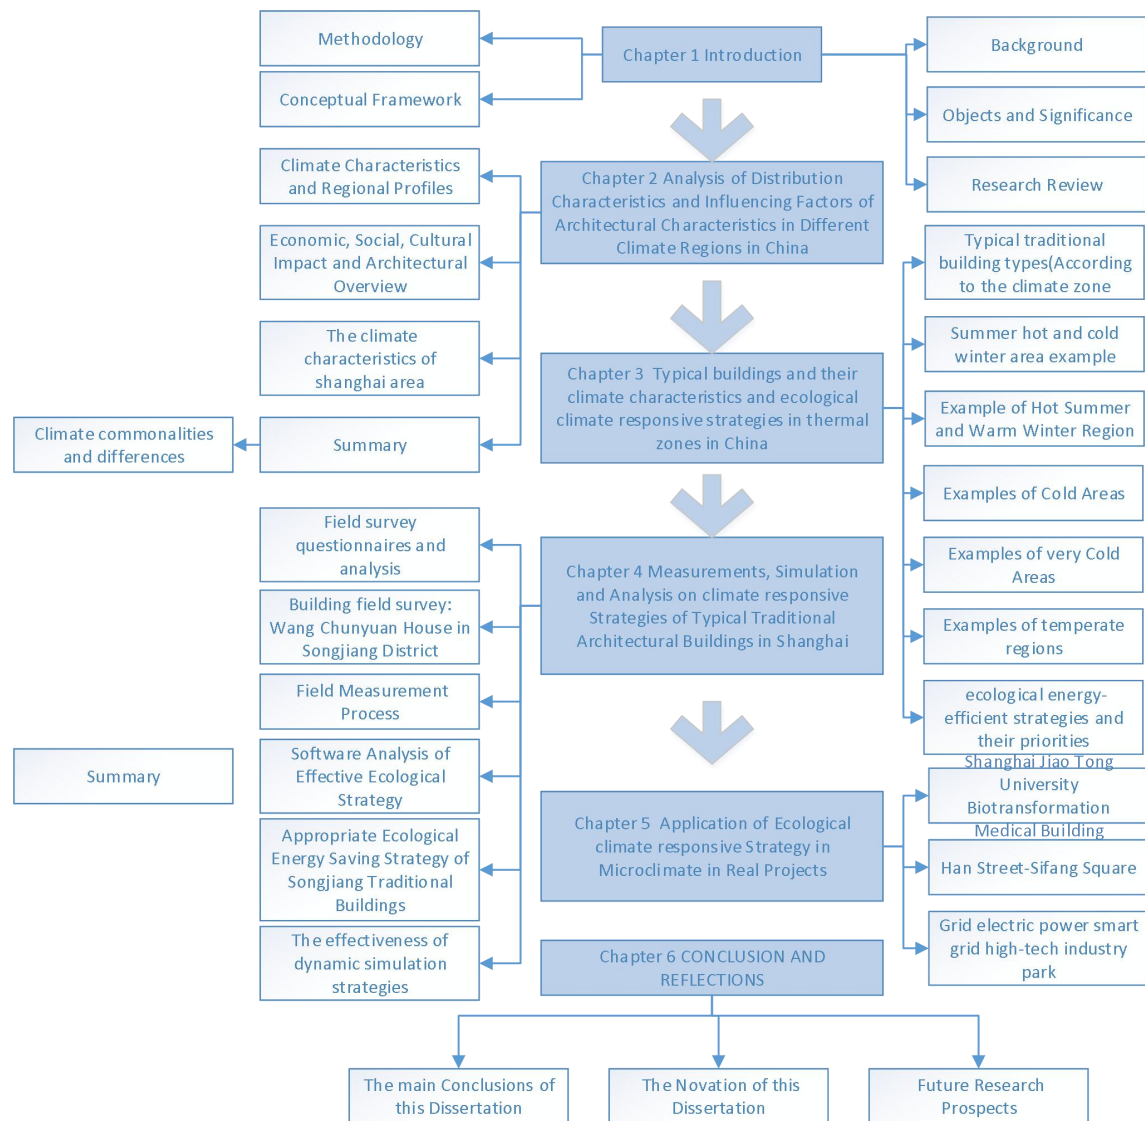 Methodology
Conceptual Framework
Chapter 1 Introduction
Background
Objects and Significance
Research Review
Climate Characteristics
and Regional Profiles
Economic, Social, Cultural
Impact and Architectural
Overview
The climate
characteristics of
shanghai area
Summary
Climate commonalities
and differences
Chapter 2 Analysis of Distribution
Characteristics and Influencing Factors of
Architectural Characteristics in Different
Climate Regions in China
Chapter 3 Typical buildings and their
climate characteristics and ecological
climate responsive strategies in thermal
zones in China
Typical traditional
building types(According
to the climate zone
Summer hot and cold
winter area example
Example of Hot Summer
and Warm Winter Region
Examples of Cold Areas
Examples of very Cold
Areas
Examples of temperate
regions
ecological energy-
efficient strategies and
their priorities
Field survey
questionnaires and
analysis
Building field survey:
Wang Chunyuan House in
Songjiang District
Field Measurement
Process
Software Analysis of
Effective Ecological
Strategy
Appropriate Ecological
Energy Saving Strategy of
Songjiang Traditional
Buildings
The effectiveness of
dynamic simulation
strategies
Summary
Chapter 4 Measurements, Simulation
and Analysis on climate responsive
Strategies of Typical Traditional
Architectural Buildings in Shanghai
Chapter 5 Application of Ecological
climate responsive Strategy in
Microclimate in Real Projects
Shanghai Jiao Tong
University
Biotransformation
Medical Building
Han Street-Sifang Square
Grid electric power smart
grid high-tech industry
park
Chapter 6 CONCLUSION AND
REFLECTIONS
The main Conclusions of
this Dissertation
The Novation of this
Dissertation
Future Research
Prospects